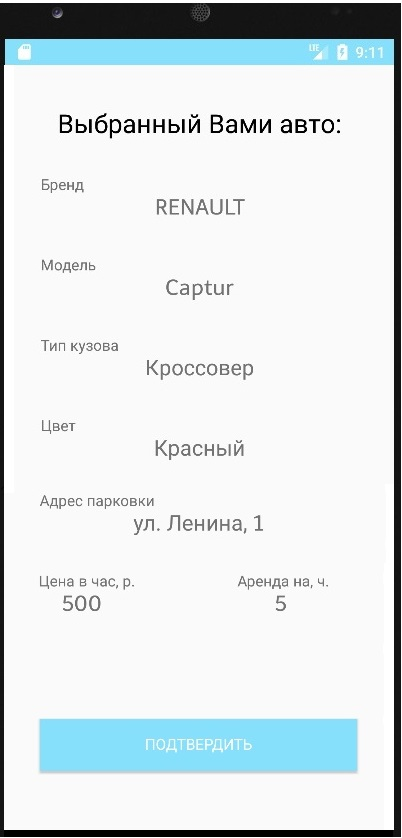 LTE 9:11
Выбранный Вами авто:
Бренд
RENAULT
Модель
Captur
Тип кузова
Кроссовер
Цвет
Красный
Адрес парковки
ул. Ленина, 1
Цена в час, р. Аренда на, ч.
500 5
ПОДТВЕРДИТЬ